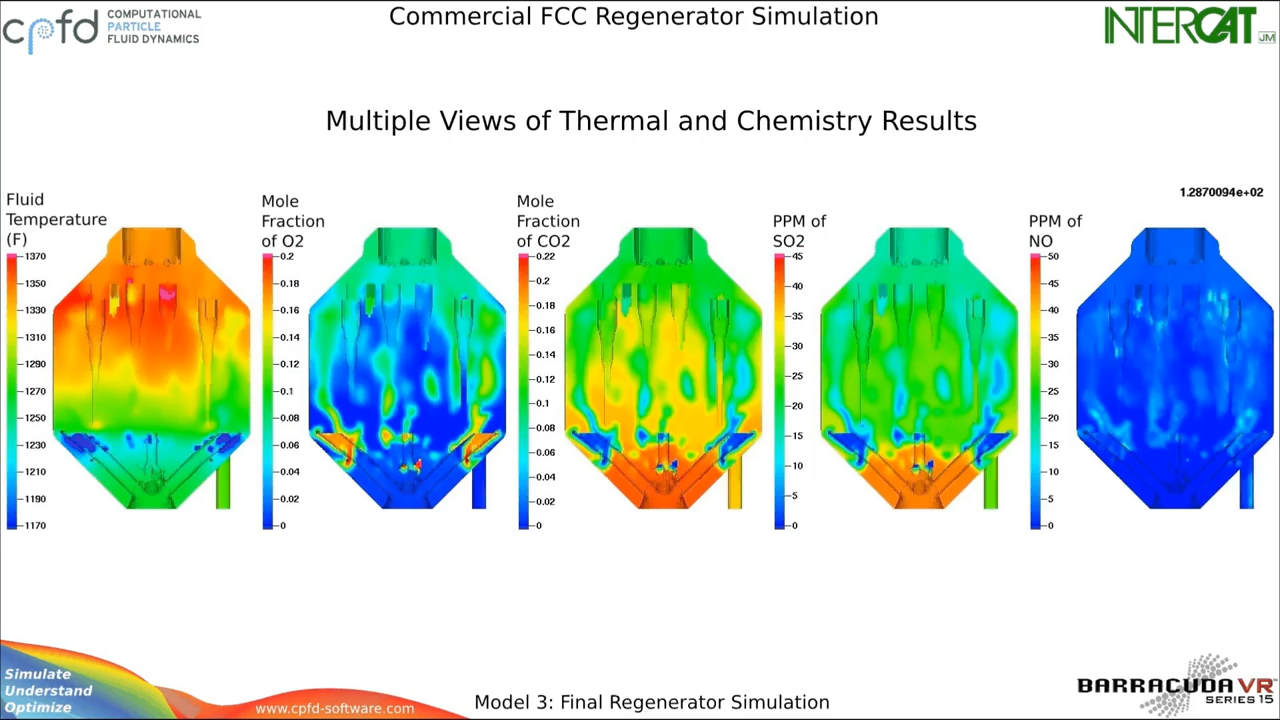 cpfd
COMPUTATIONAL
PARTICLE
FLUID DYNAMICS
Commercial FCC Regenerator Simulation
INTERCAT
JM
Multiple Views of Thermal and Chemistry Results
1.2870094e+02
Fluid
Temperature
(F)
1370
1350
1330
1310
1290
1270
1250
1230
1210
1190
1170
Mole
Fraction
of O2
0.2
0.18
0.16
0.14
0.12
0.1
0.08
0.06
0.04
0.02
0
Mole
Fraction
of CO2
0.22
0.2
0.18
0.16
0.14
0.12
0.1
0.08
0.06
0.04
0.02
0
PPM of
SO2
45
40
35
30
25
20
15
10
5
0
PPM of
NO
50
45
40
35
30
25
20
15
10
5
0
Simulate
Understand
Optimize
www.cpfd-software.com
Model 3: Final Regenerator Simulation
BARRACUDA VR
SERIES 15